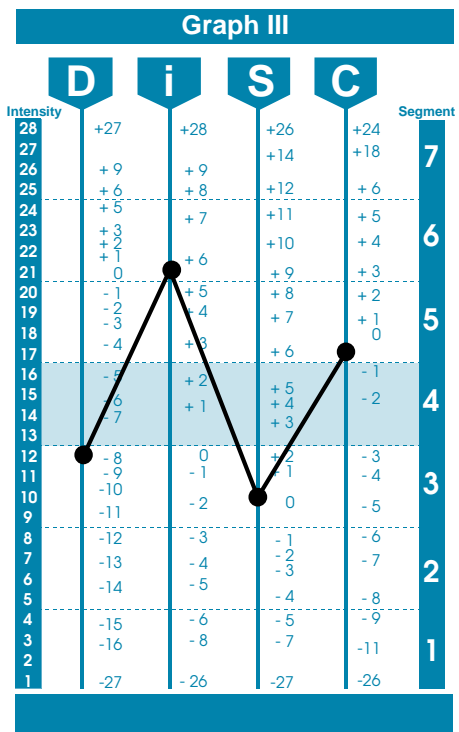 Graph III
D i S C
Intensity Segment
28 +27 +28 +26 +24
27 +14 +18 7
26 + 9 + 9
25 + 6 + 8 +12 + 6
24 + 5 + 7 +11 + 5
23 + 3 6
+ 2 +10 + 4
22 + 1 + 6
21 0 + 9 + 3
20 - 1 + 5 + 8 + 2
19 - 2 + 4 + 7 + 1 5
18 - 3 0
17 - 4 + 3 + 6
16 - 5 + 2 - 1
15 - 6 + 1 + 5 - 2 4
14 - 7 + 4
13 + 3
12 - 8 0 + 2 - 3
11 - 9 - 1 + 1 - 4 3
10 -10 - 2 0
9 -11 - 5
8 -12 - 3 - 1 - 6
7 -13 - 4 - 2 - 7 2
6 -14 - 5 - 3
5 - 4 - 8
4 -15 - 6 - 5 - 9
3 -16 - 8 - 7 -11 1
2
1 -27 - 26 -27 -26